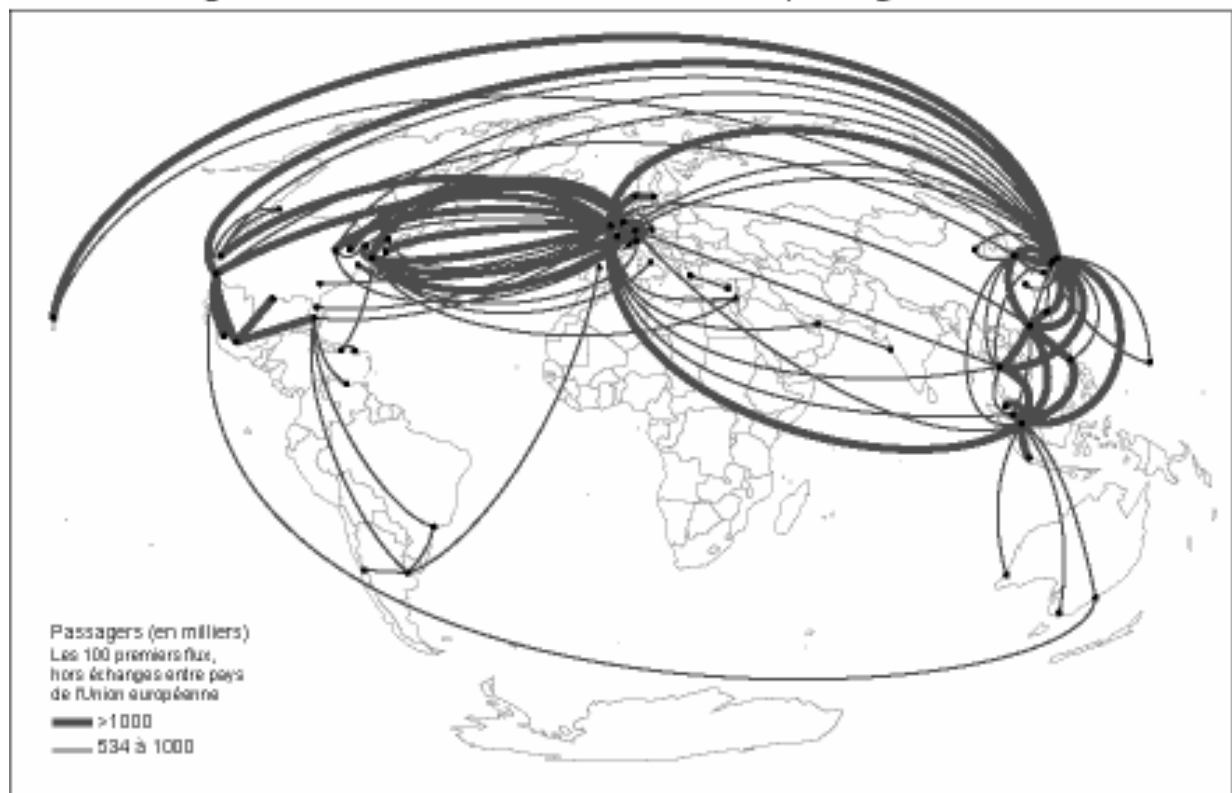 Passagers (en milliers)
Les 100 premiers flux,
hors échanges entre pays
de l'Union européenne
>1000
534 à 1000